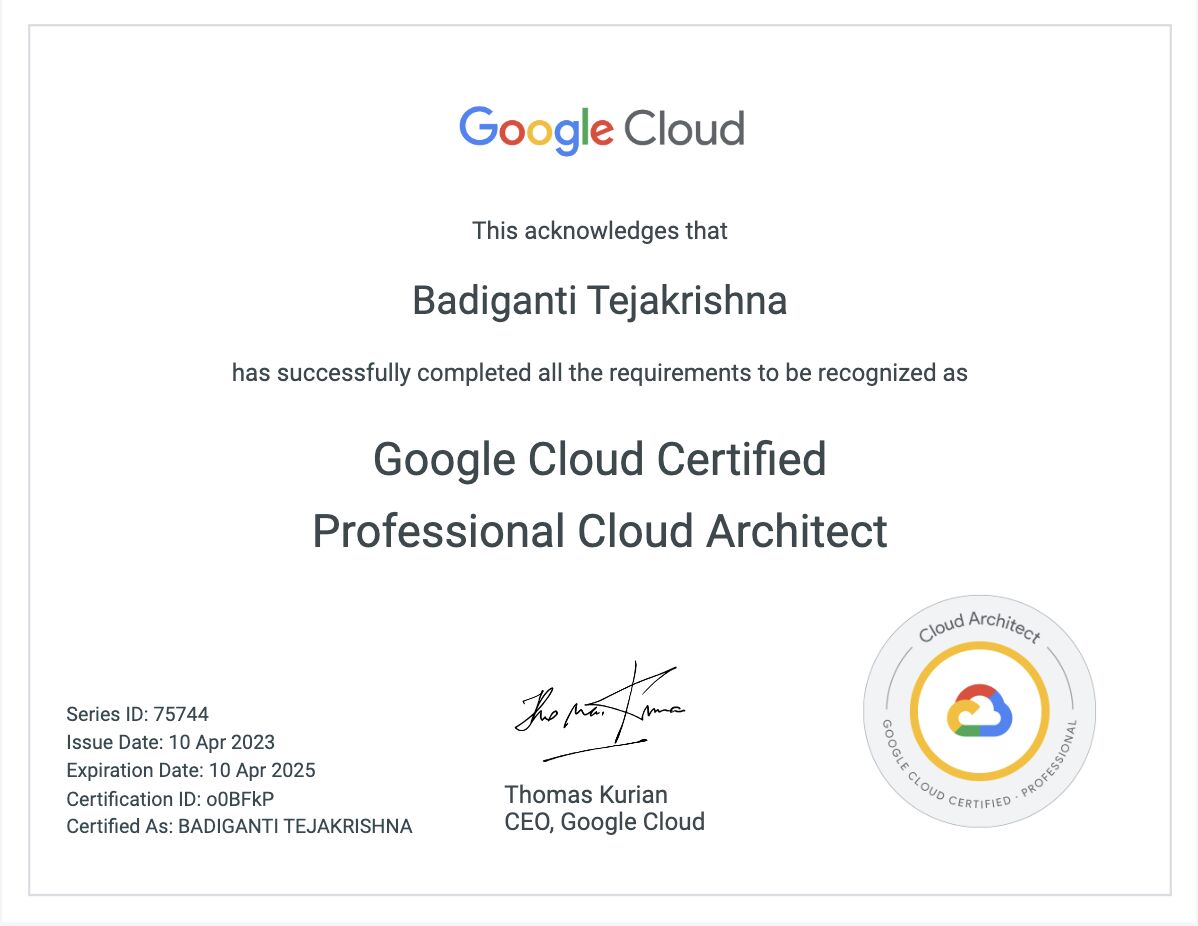 Google Cloud
This acknowledges that
Badiganti Tejakrishna
has successfully completed all the requirements to be recognized as
Google Cloud Certified
Professional Cloud Architect
Series ID: 75744
Issue Date: 10 Apr 2023
Expiration Date: 10 Apr 2025
Certification ID: o0BFkP
Certified As: BADIGANTI TEJAKRISHNA
Thomas Kurian
CEO, Google Cloud
Cloud Architect
GOOGLE CLOUD CERTIFIED · PROFESSIONAL